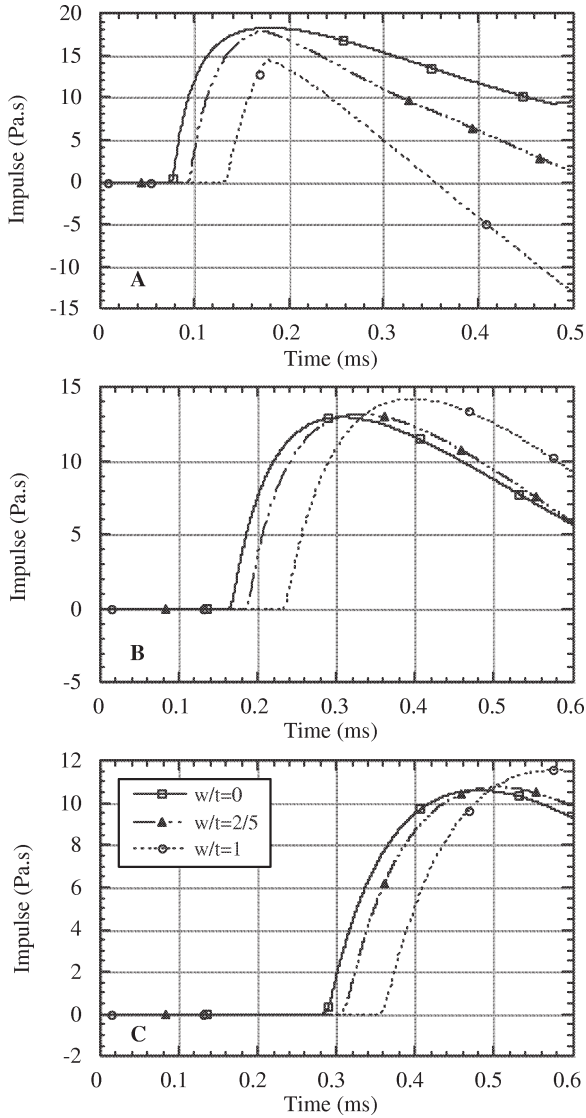 20
15
10
5
0
-5
-10
-15
Impulse (Pa.s)
A
0 0.1 0.2 0.3 0.4 0.5
Time (ms)
15
10
5
0
-5
Impulse (Pa.s)
B
0 0.1 0.2 0.3 0.4 0.5 0.6
Time (ms)
12
10
8
6
4
2
0
-2
Impulse (Pa.s)
w/t=0
w/t=2/5
w/t=1
C
0 0.1 0.2 0.3 0.4 0.5 0.6
Time (ms)